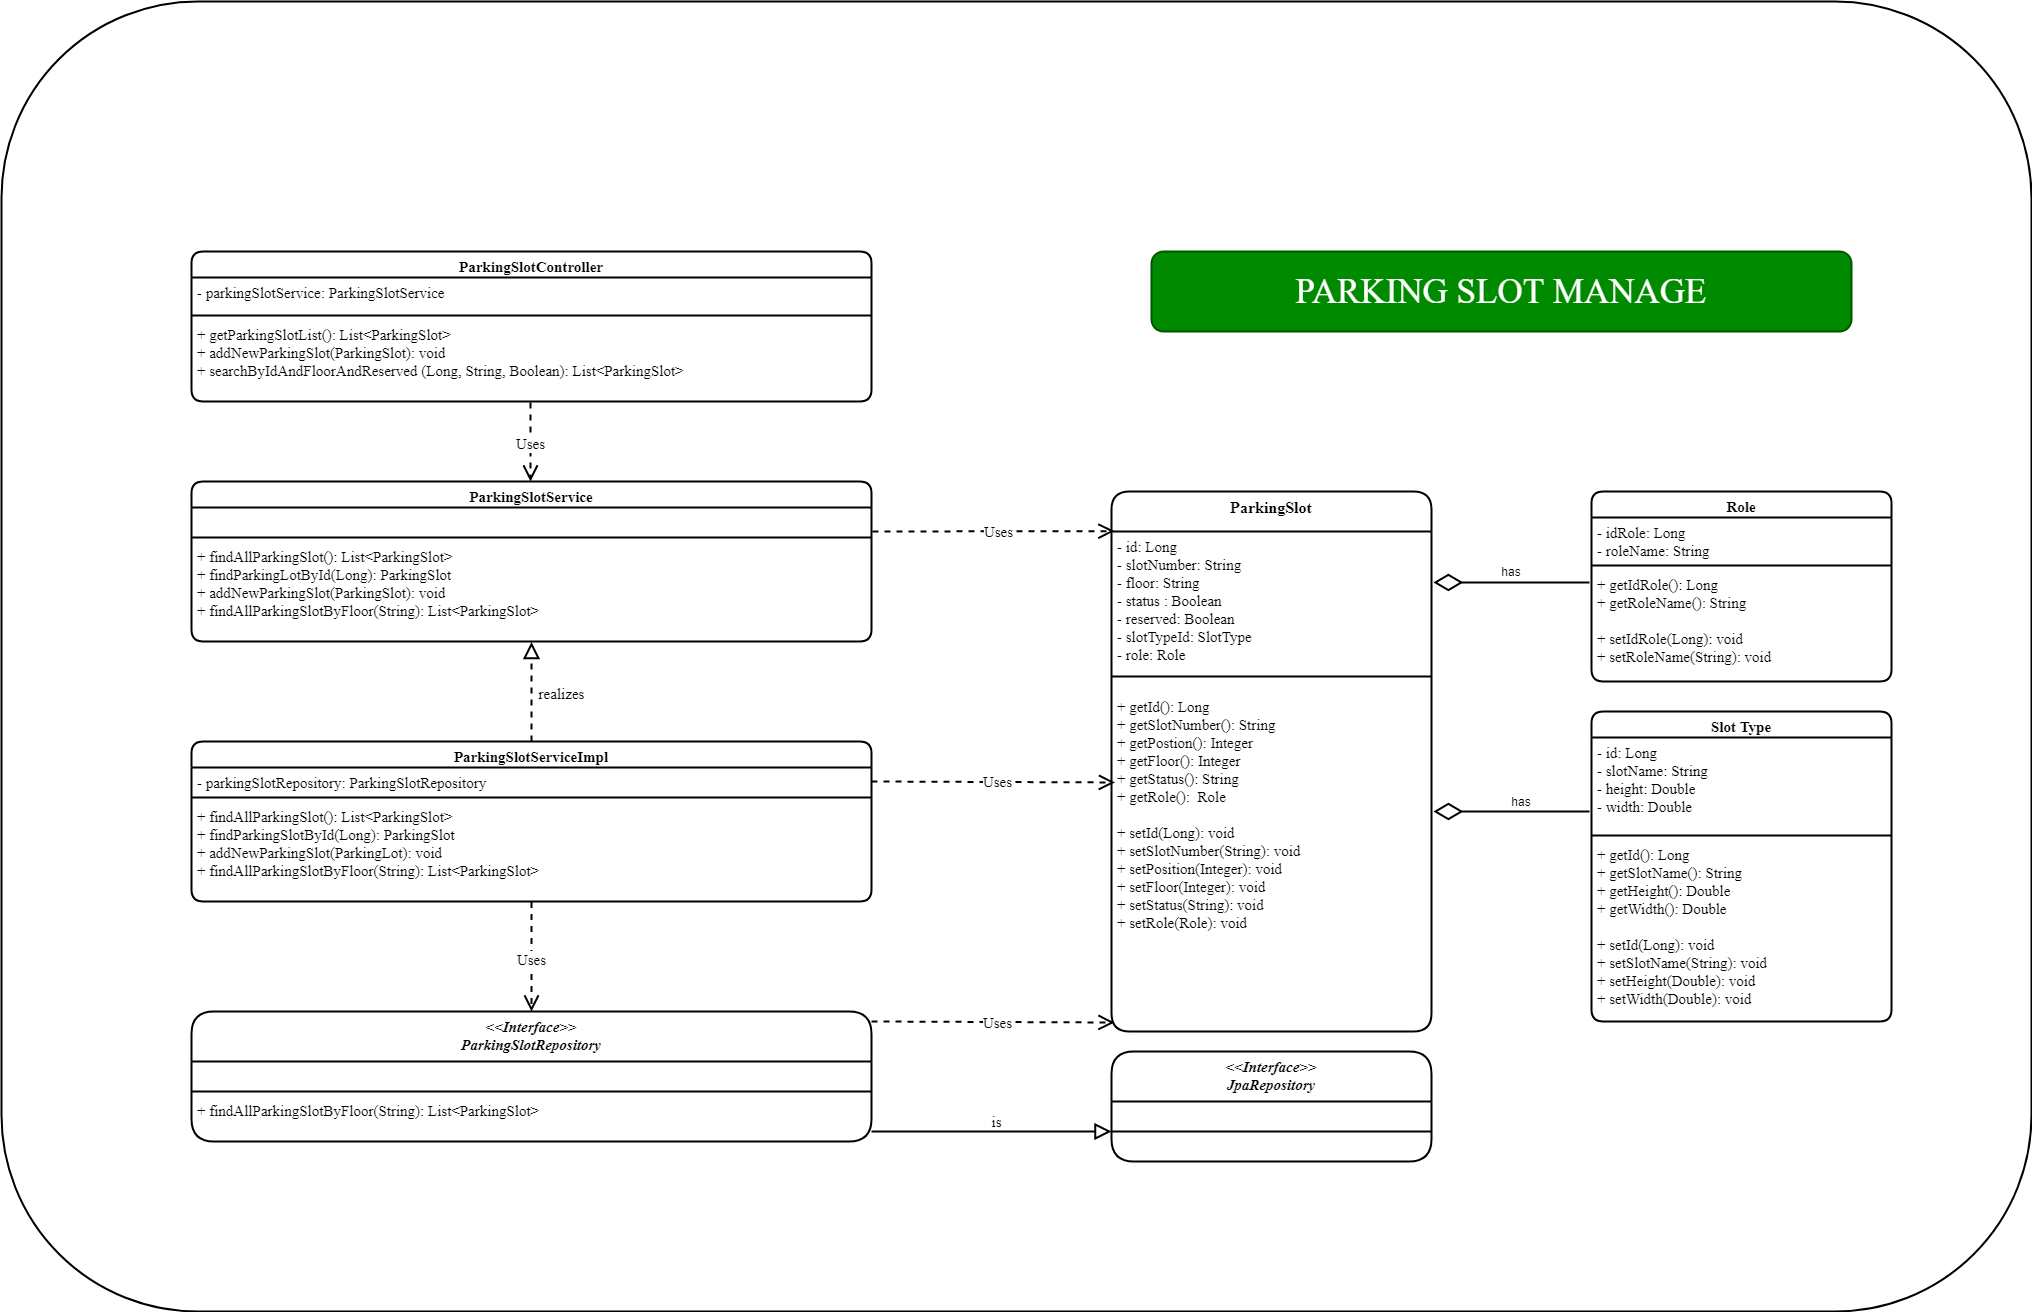 PARKING SLOT MANAGE
ParkingSlotController
- parkingSlotService: ParkingSlotService
+ getParkingSlotList(): List<ParkingSlot>
+ addNewParkingSlot(ParkingSlot): void
+ searchByIdAndFloorAndReserved (Long, String, Boolean): List<ParkingSlot>
Uses
ParkingSlotService
+ findAllParkingSlot(): List<ParkingSlot>
+ findParkingLotById(Long): ParkingSlot
+ addNewParkingSlot(ParkingSlot): void
+ findAllParkingSlotByFloor(String): List<ParkingSlot>
Uses
realizes
ParkingSlotServiceImpl
- parkingSlotRepository: ParkingSlotRepository
+ findAllParkingSlot(): List<ParkingSlot>
+ findParkingSlotById(Long): ParkingSlot
+ addNewParkingSlot(ParkingLot): void
+ findAllParkingSlotByFloor(String): List<ParkingSlot>
Uses
Uses
<<Interface>>
ParkingSlotRepository
+ findAllParkingSlotByFloor(String): List<ParkingSlot>
Uses
is
ParkingSlot
- id: Long
- slotNumber: String
- floor: String
- status : Boolean
- reserved: Boolean
- slotTypeId: SlotType
- role: Role
+ getId(): Long
+ getSlotNumber(): String
+ getPostion(): Integer
+ getFloor(): Integer
+ getStatus(): String
+ getRole():  Role
+ setId(Long): void
+ setSlotNumber(String): void
+ setPosition(Integer): void
+ setFloor(Integer): void
+ setStatus(String): void
+ setRole(Role): void
<<Interface>>
JpaRepository
has
Role
- idRole: Long
- roleName: String
+ getIdRole(): Long
+ getRoleName(): String
+ setIdRole(Long): void
+ setRoleName(String): void
has
Slot Type
- id: Long
- slotName: String
- height: Double
- width: Double
+ getId(): Long
+ getSlotName(): String
+ getHeight(): Double
+ getWidth(): Double
+ setId(Long): void
+ setSlotName(String): void
+ setHeight(Double): void
+ setWidth(Double): void